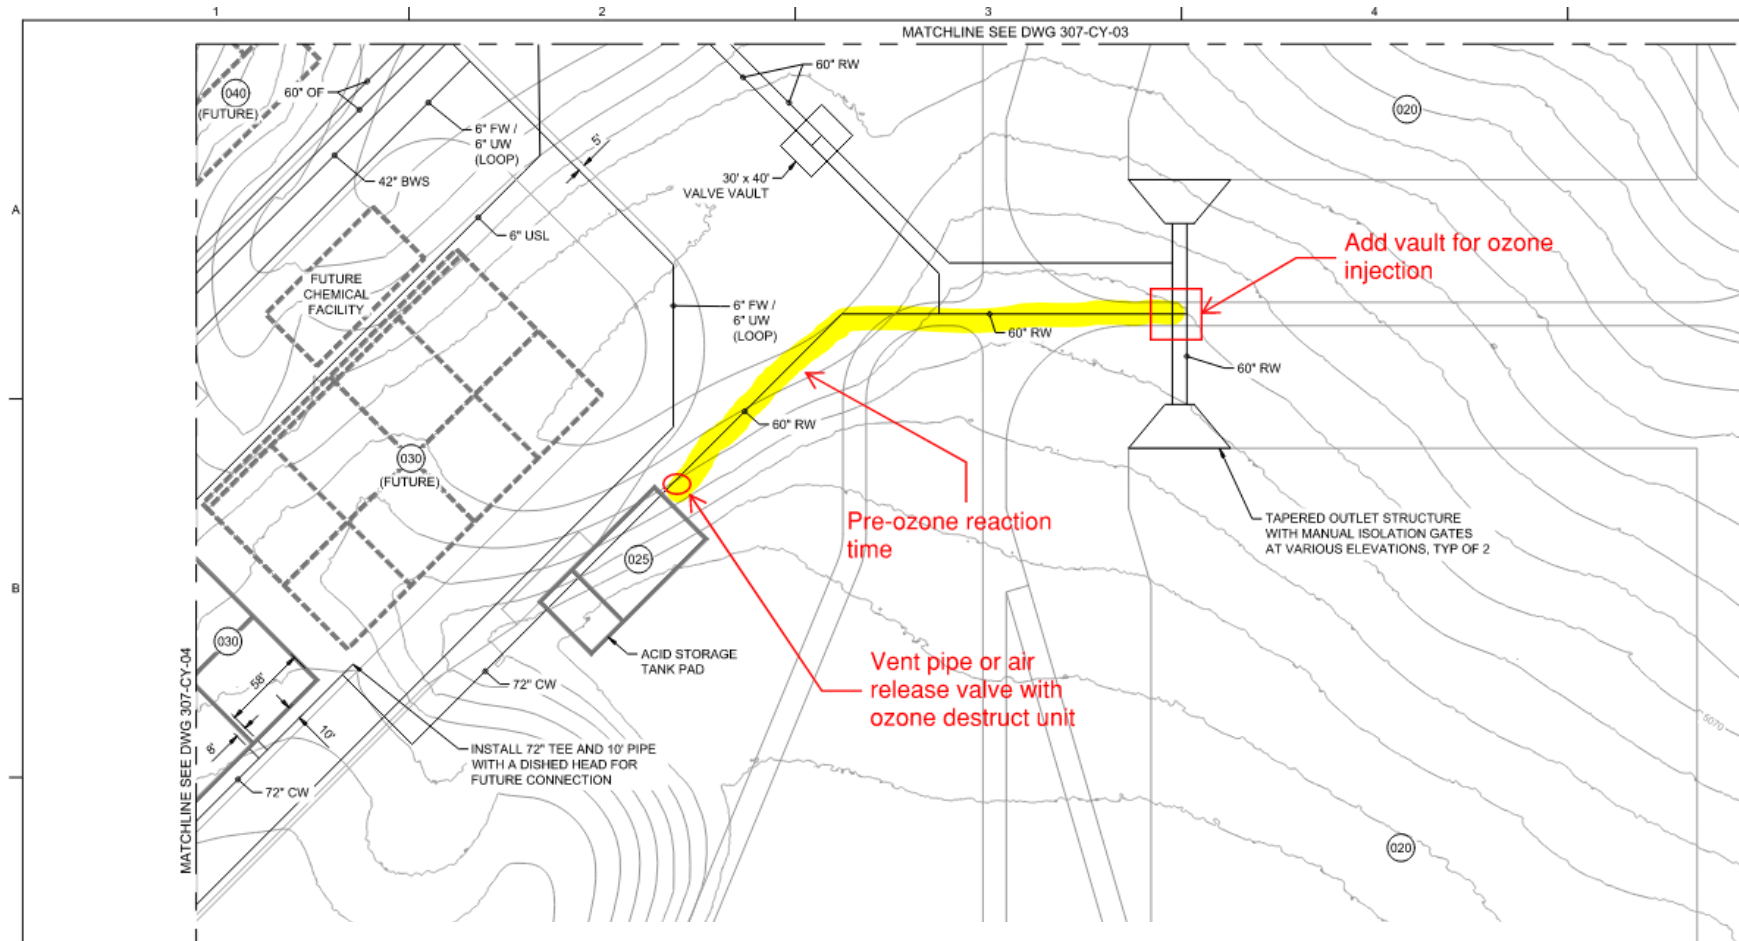 1
2
3
4
MATCHLINE SEE DWG 307-CY-03
040
(FUTURE)
60" OF
60" RW
020
6" FW /
6" UW
(LOOP)
5'
42" BWS
30' x 40'
VALVE VAULT
A
6" USL
Add vault for ozone
injection
FUTURE
CHEMICAL
FACILITY
6" FW /
6" UW
(LOOP)
60" RW
60" RW
60" RW
030
(FUTURE)
Pre-ozone reaction
time
TAPERED OUTLET STRUCTURE
WITH MANUAL ISOLATION GATES
AT VARIOUS ELEVATIONS, TYP OF 2
025
B
030
ACID STORAGE
TANK PAD
Vent pipe or air
release valve with
ozone destruct unit
58'
72" CW
5070
10'
8'
INSTALL 72" TEE AND 10' PIPE
WITH A DISHED HEAD FOR
FUTURE CONNECTION
72" CW
MATCHLINE SEE DWG 307-CY-04
020